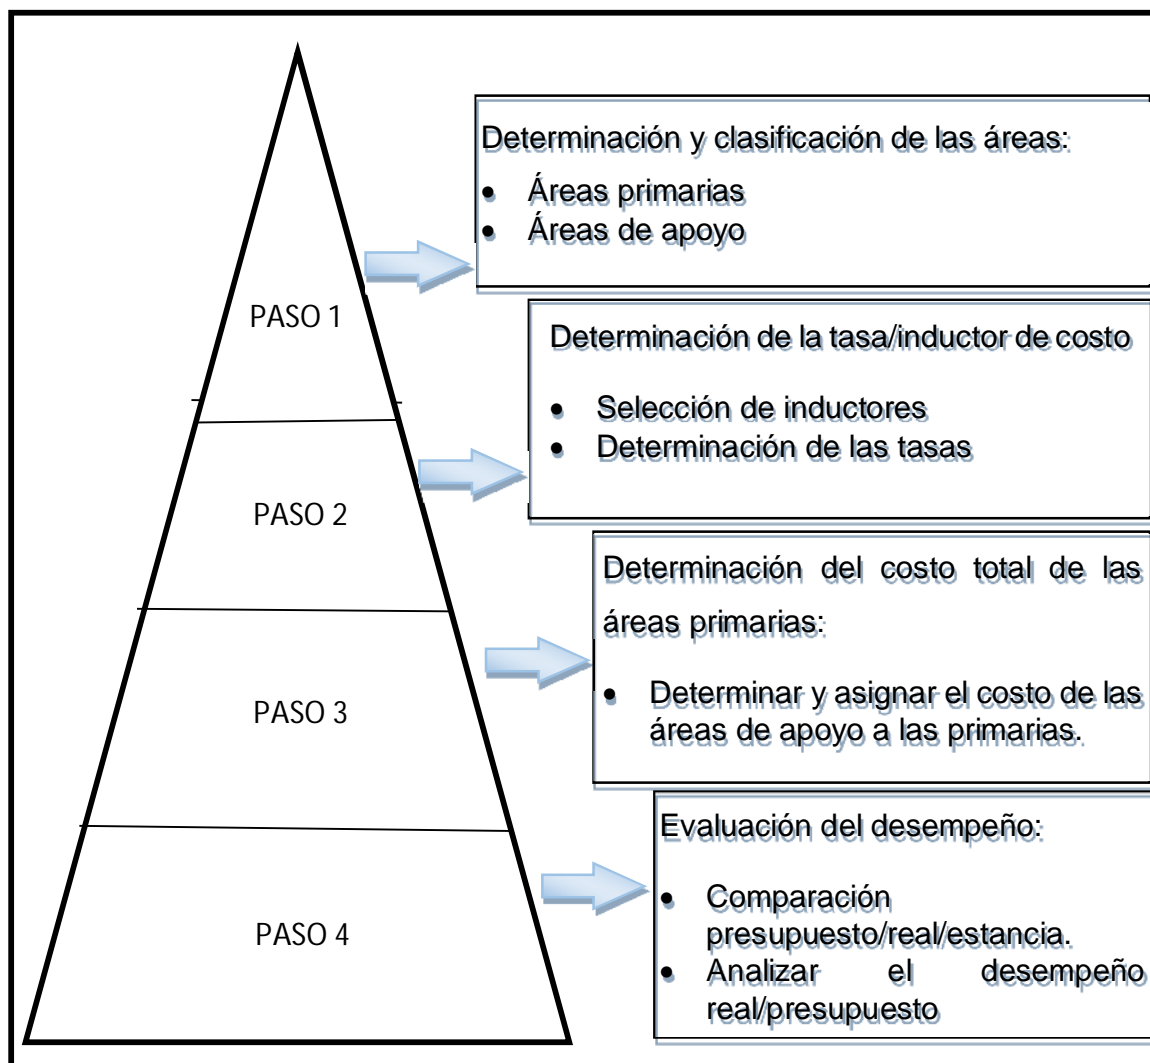 Determinación y clasificación de las áreas:
• Áreas primarias
• Áreas de apoyo
PASO 1
Determinación de la tasa/inductor de costo
• Selección de inductores
• Determinación de las tasas
PASO 2
Determinación del costo total de las
áreas primarias:
• Determinar y asignar el costo de las
áreas de apoyo a las primarias.
PASO 3
Evaluación del desempeño:
• Comparación
presupuesto/real/estancia.
• Analizar el desempeño
real/presupuesto
PASO 4